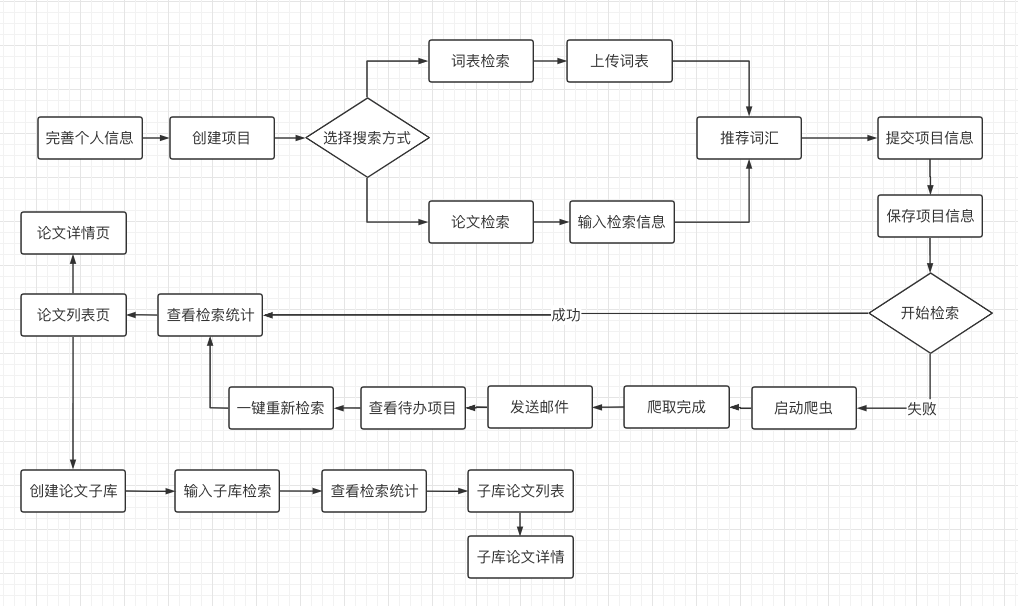 词表检索
上传词表
完善个人信息
创建项目
选择搜索方式
推荐词汇
提交项目信息
论文检索
输入检索信息
保存项目信息
论文详情页
论文列表页
查看检索统计
成功
开始检索
一键重新检索
查看待办项目
发送邮件
爬取完成
启动爬虫
失败
创建论文子库
输入子库检索
查看检索统计
子库论文列表
子库论文详情